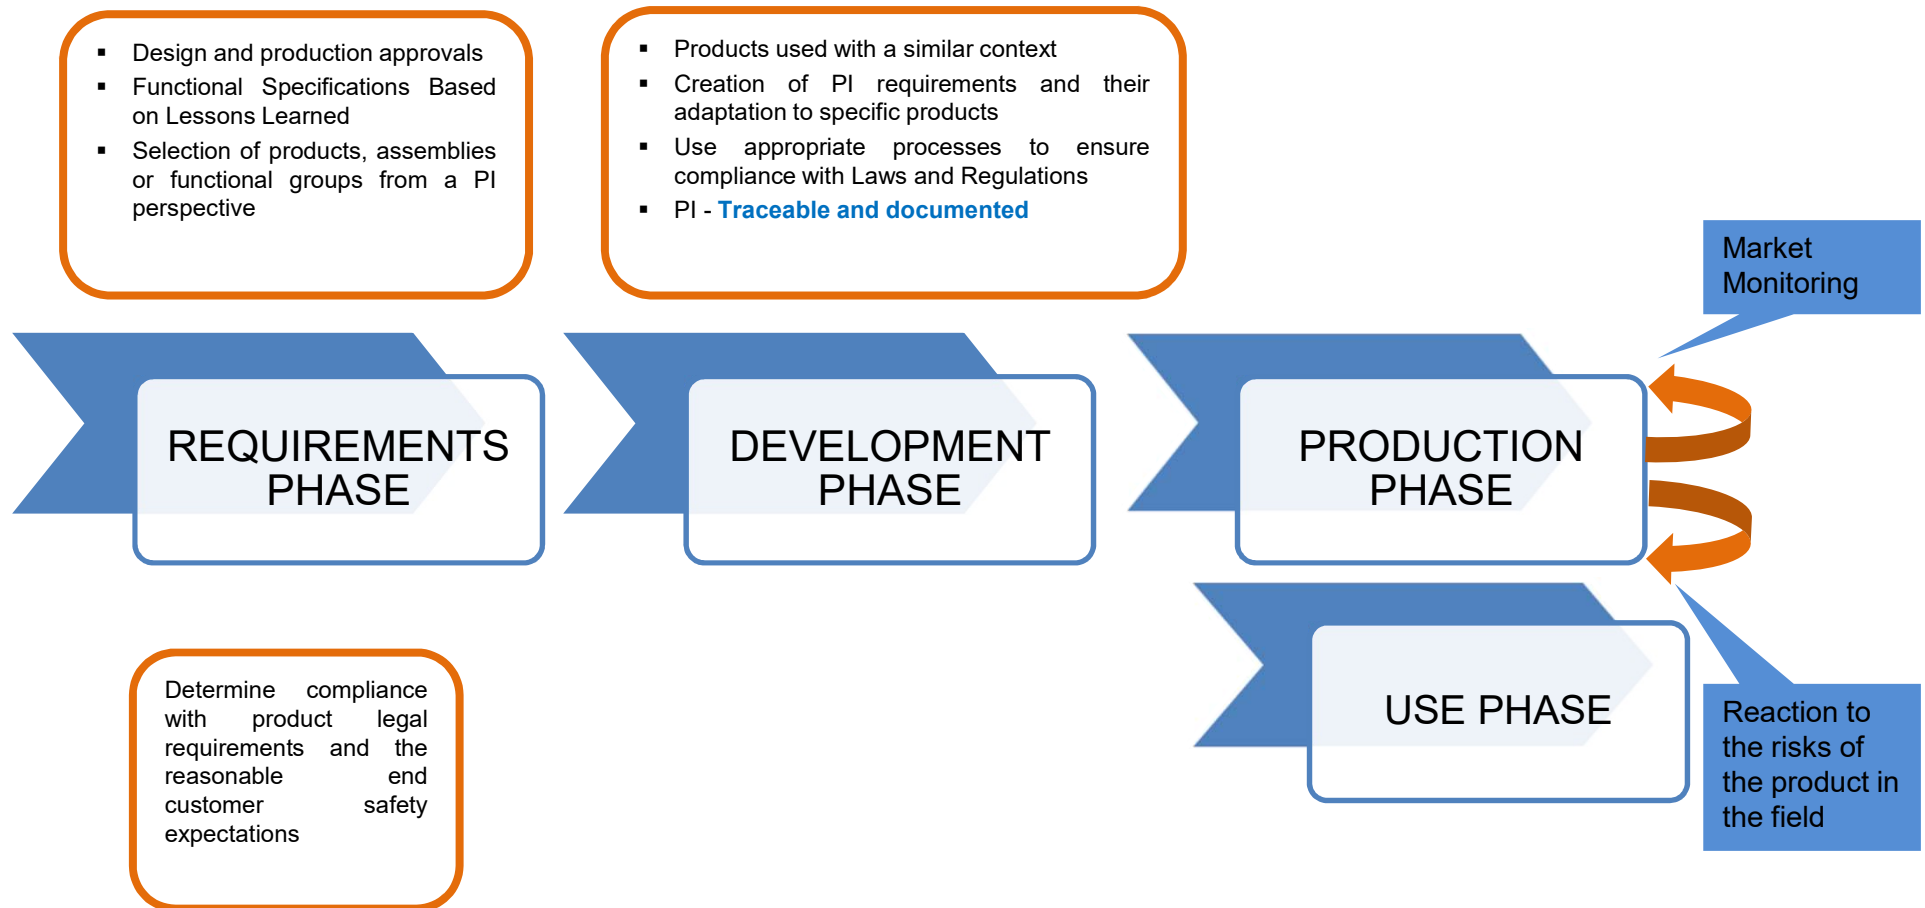 ▪ Design and production approvals
▪ Functional Specifications Based
on Lessons Learned
▪ Selection of products, assemblies
or functional groups from a PI
perspective
▪ Products used with a similar context
▪ Creation of PI requirements and their
adaptation to specific products
▪ Use appropriate processes to ensure
compliance with Laws and Regulations
▪ PI - Traceable and documented
Market
Monitoring
REQUIREMENTS
PHASE
DEVELOPMENT
PHASE
PRODUCTION
PHASE
USE PHASE
Determine compliance
with product legal
requirements and the
reasonable end
customer safety
expectations
Reaction to
the risks of
the product in
the field